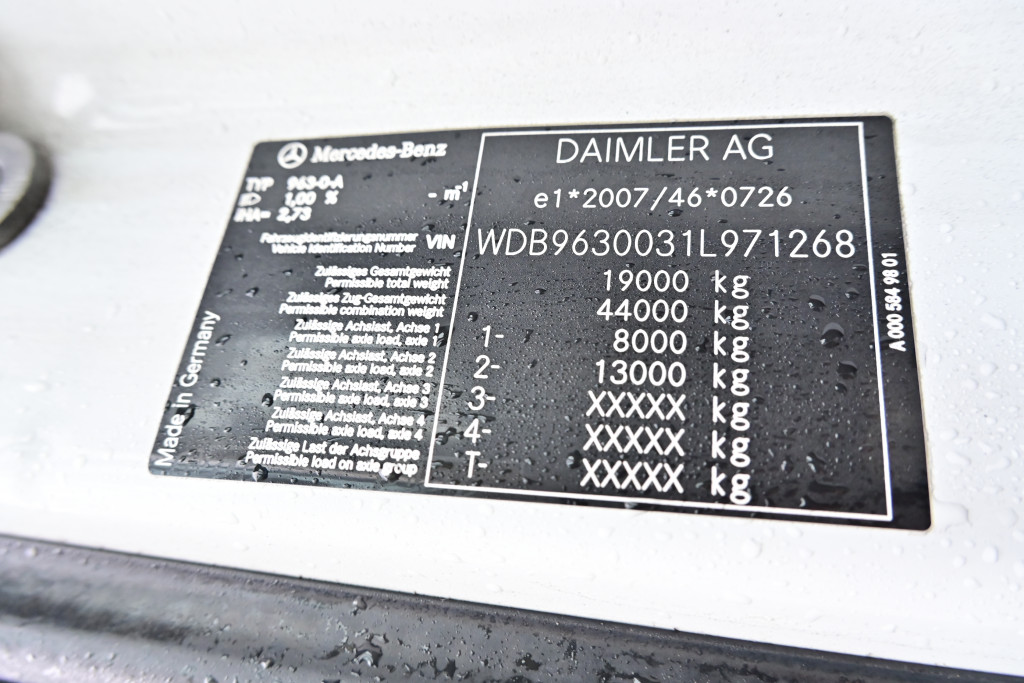 Mercedes-Benz
TYP 963-0-A
1,00 % - m-1
iHA= 2,73
Fahrzeugidentifizierungsnummer
Vehicle Identification Number
VIN
Zulässiges Gesamtgewicht
Permissible total weight
Zulässiges Zug-Gesamtgewicht
Permissible combination weight
Zulässige Achslast, Achse 1
Permissible axle load, axle 1
Zulässige Achslast, Achse 2
Permissible axle load, axle 2
Zulässige Achslast, Achse 3
Permissible axle load, axle 3
Zulässige Achslast, Achse 4
Permissible axle load, axle 4
Zulässige Last der Achsgruppe
Permissible load on axle group
Made in Germany
DAIMLER AG
e1*2007/46*0726
WDB9630031L971268
19000 kg
44000 kg
1- 8000 kg
2- 13000 kg
3- XXXXX kg
4- XXXXX kg
T- XXXXX kg
A 000 584 98 01